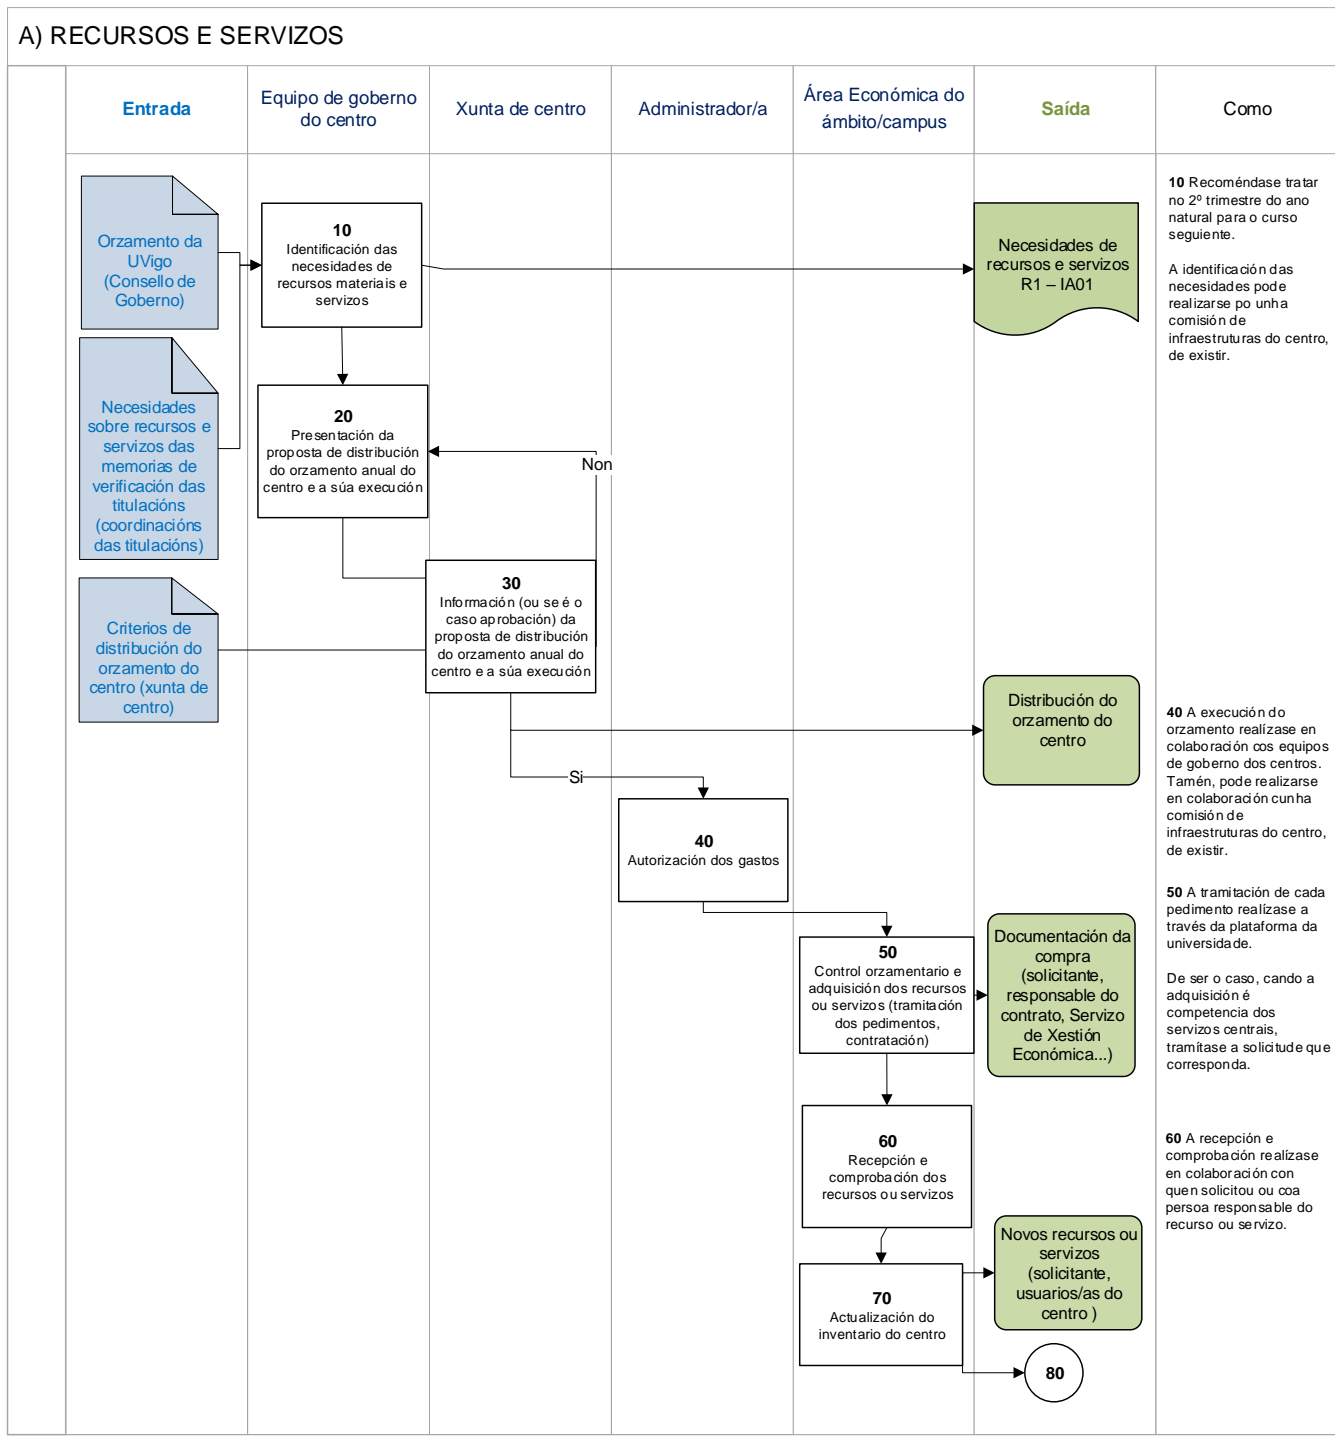 A) RECURSOS E SERVIZOS
Entrada
Equipo de goberno
do centro
Xunta de centro
Administrador/a
Área Económica do
ámbito/campus
Saída
Como
Orzamento da
UVigo
(Consello de
Goberno)
Necesidades
sobre recursos e
servizos das
memorias de
verificación das
titulacións
(coordinacións
das titulacións)
Criterios de
distribución do
orzamento do
centro (xunta de
centro)
10
Identificación das
necesidades de
recursos materiais e
servizos
20
Presentación da
proposta de distribución
do orzamento anual do
centro e a súa execución
Non
30
Información (ou se é o
caso aprobación) da
proposta de distribución
do orzamento anual do
centro e a súa execución
Si
40
Autorización dos gastos
50
Control orzamentario e
adquisición dos recursos
ou servizos (tramitación
dos pedimentos,
contratación)
60
Recepción e
comprobación dos
recursos ou servizos
70
Actualización do
inventario do centro
Necesidades de
recursos e servizos
R1 – IA01
Distribución do
orzamento do
centro
Documentación da
compra
(solicitante,
responsable do
contrato, Servizo
de Xestión
Económica...)
Novos recursos ou
servizos
(solicitante,
usuarios/as do
centro )
80
10 Recoméndase tratar
no 2º trimestre do ano
natural para o curso
seguiente.
A identificación das
necesidades pode
realizarse po unha
comisión de
infraestruturas do centro,
de existir.
40 A execución do
orzamento realízase en
colaboración cos equipos
de goberno dos centros.
Tamén, pode realizarse
en colaboración cunha
comisión de
infraestruturas do centro,
de existir.
50 A tramitación de cada
pedimento realízase a
través da plataforma da
universidade.
De ser o caso, cando a
adquisición é
competencia dos
servizos centrais,
tramítase a solicitude que
corresponda.
60 A recepción e
comprobación realízase
en colaboración con
quen solicitou ou coa
persoa responsable do
recurso ou servizo.